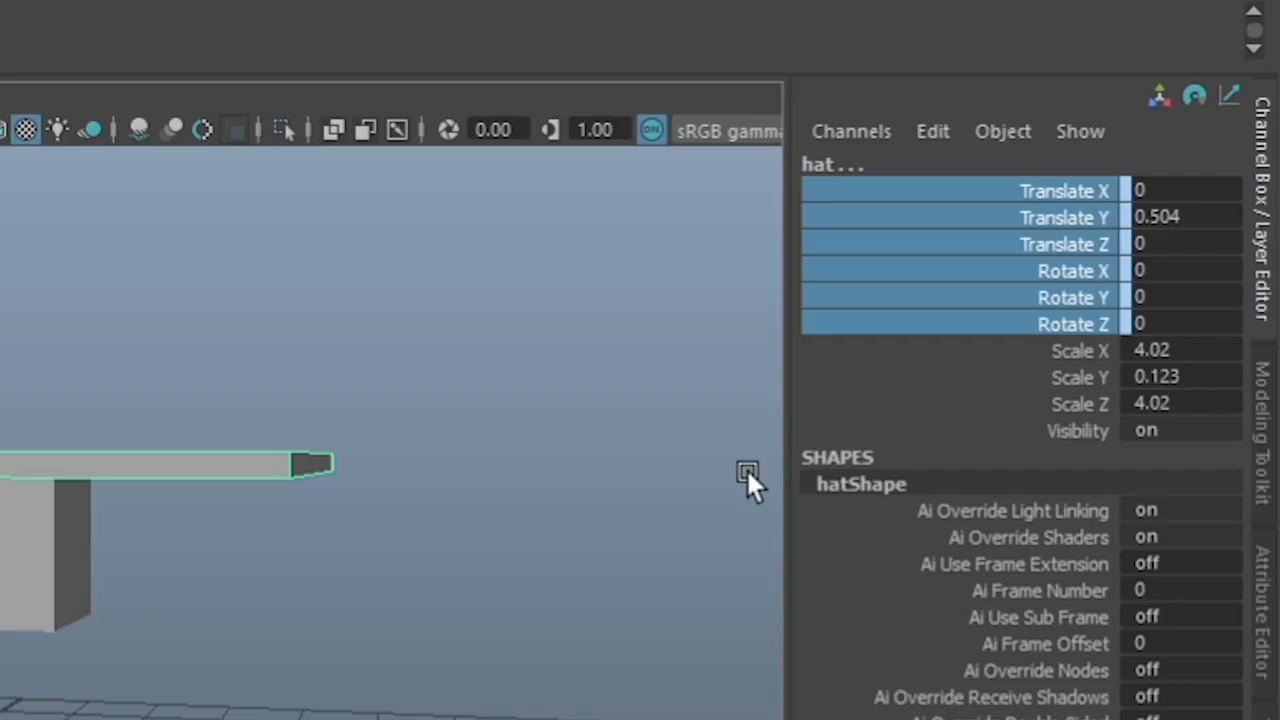 0.00 1.00 ON sRGB gamma
Channels Edit Object Show
hat...
Translate X 0
Translate Y 0.504
Translate Z 0
Rotate X 0
Rotate Y 0
Rotate Z 0
Scale X 4.02
Scale Y 0.123
Scale Z 4.02
Visibility on
SHAPES
hatShape
Ai Override Light Linking on
Ai Override Shaders on
Ai Use Frame Extension off
Ai Frame Number 0
Ai Use Sub Frame off
Ai Frame Offset 0
Ai Override Nodes off
Ai Override Receive Shadows off
Channel Box / Layer Editor
Modeling Toolkit
Attribute Editor